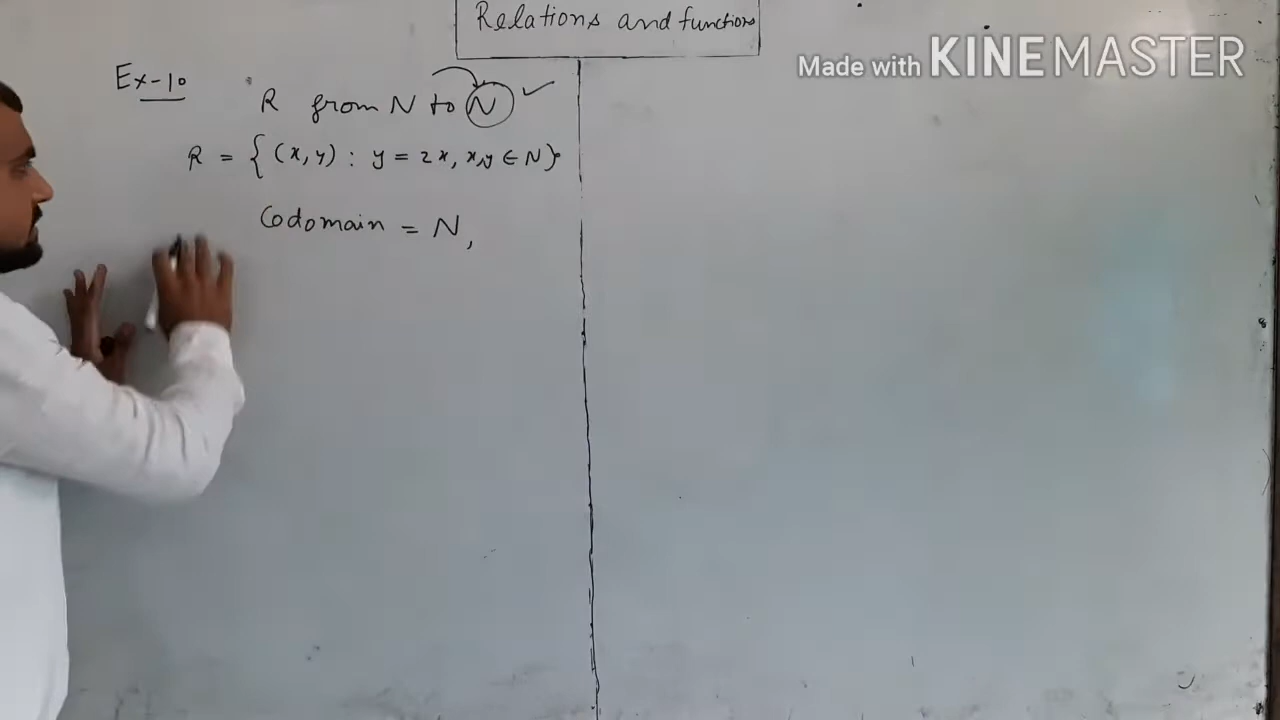 Relations and functions
Made with KINEMASTER
Ex-10
R from N to N ✓
R = { (x, y) : y = 2x, x,y ∈ N }
Codomain = N,